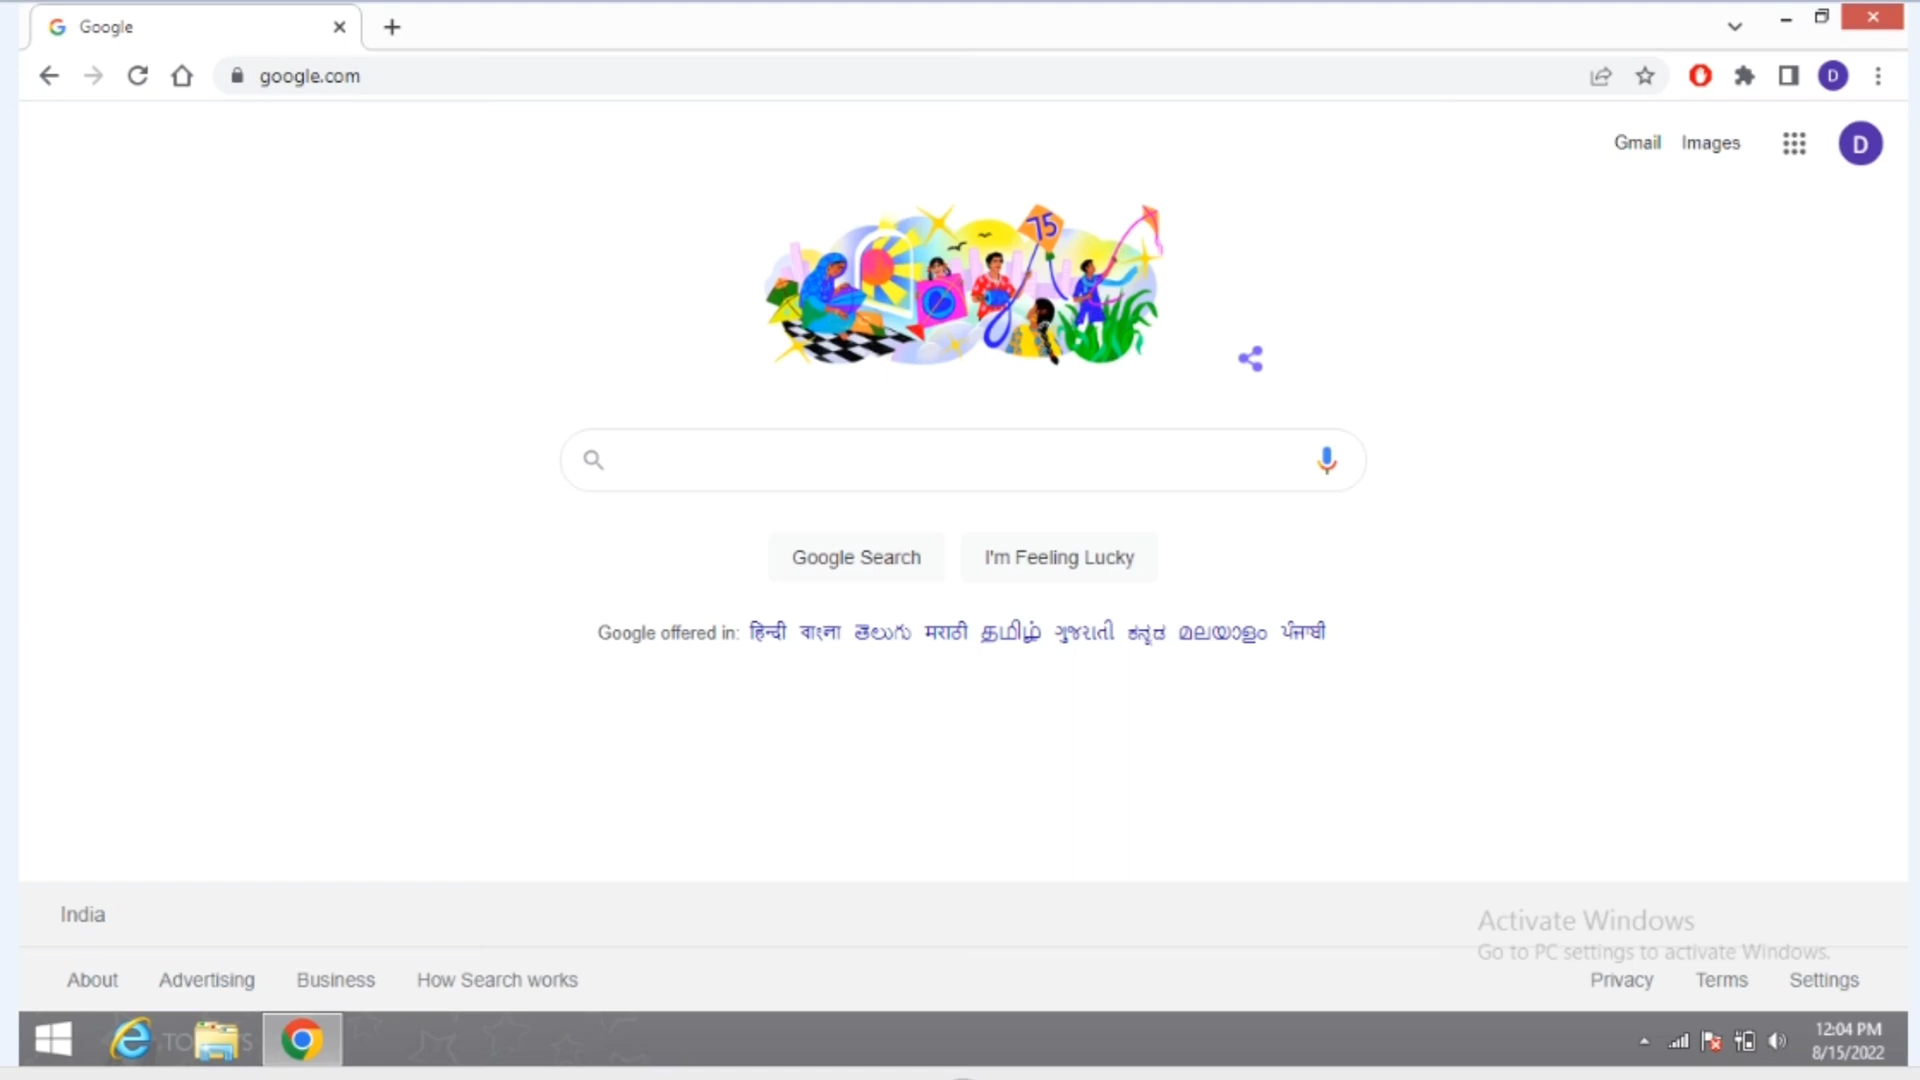 Google
google.com
D
Gmail Images
D
75
Google Search I'm Feeling Lucky
Google offered in: हिन्दी বাংলা తెలుగు मराठी தமிழ் ગુજરાતી ಕನ್ನಡ മലയാളം ਪੰਜਾਬੀ
India
Activate Windows
Go to PC settings to activate Windows.
About Advertising Business How Search works Privacy Terms Settings
12:04 PM
8/15/2022